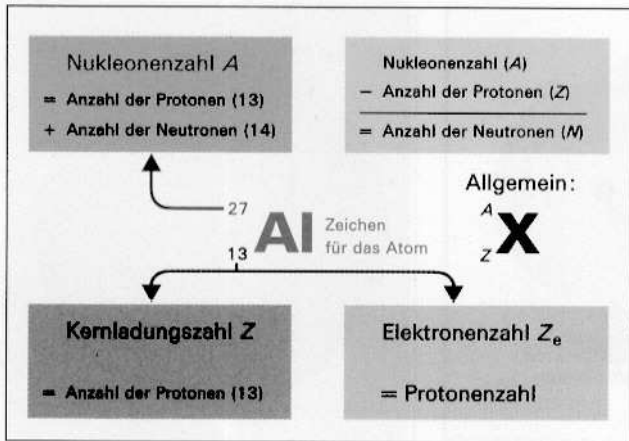 Nukleonenzahl A
= Anzahl der Protonen (13)
+ Anzahl der Neutronen (14)
Nukleonenzahl (A)
− Anzahl der Protonen (Z)
= Anzahl der Neutronen (N)
Allgemein:
A
Z X
27
13 Al
Zeichen
für das Atom
Kernladungszahl Z
= Anzahl der Protonen (13)
Elektronenzahl Zₑ
= Protonenzahl